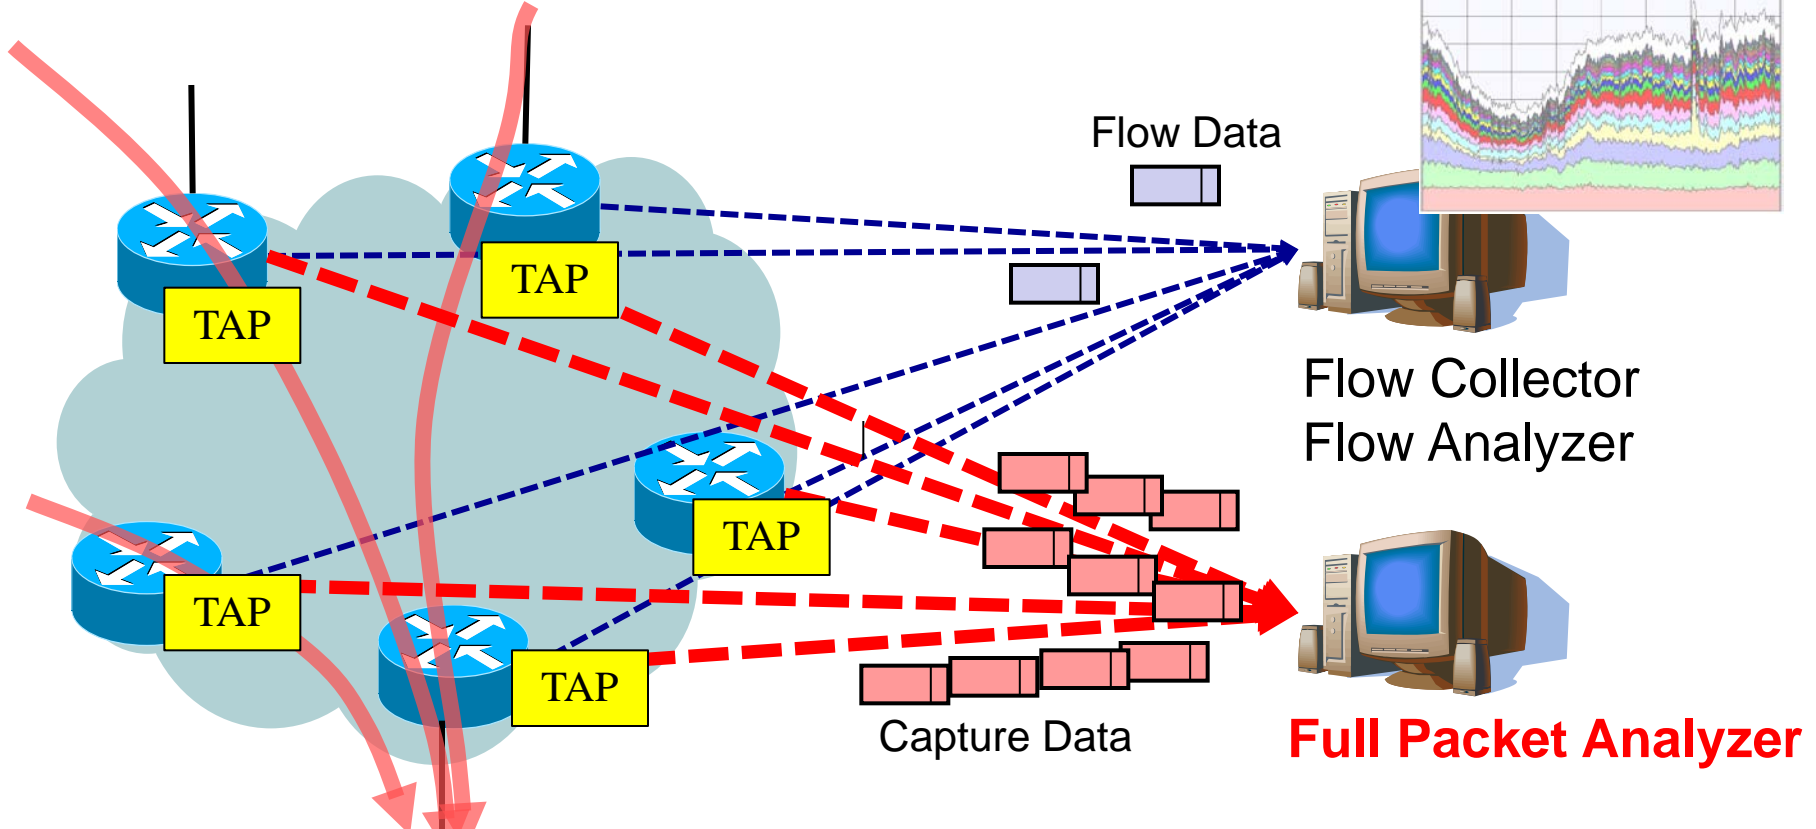 Flow Data
TAP
TAP
Flow Collector
Flow Analyzer
TAP
TAP
TAP
Capture Data
Full Packet Analyzer